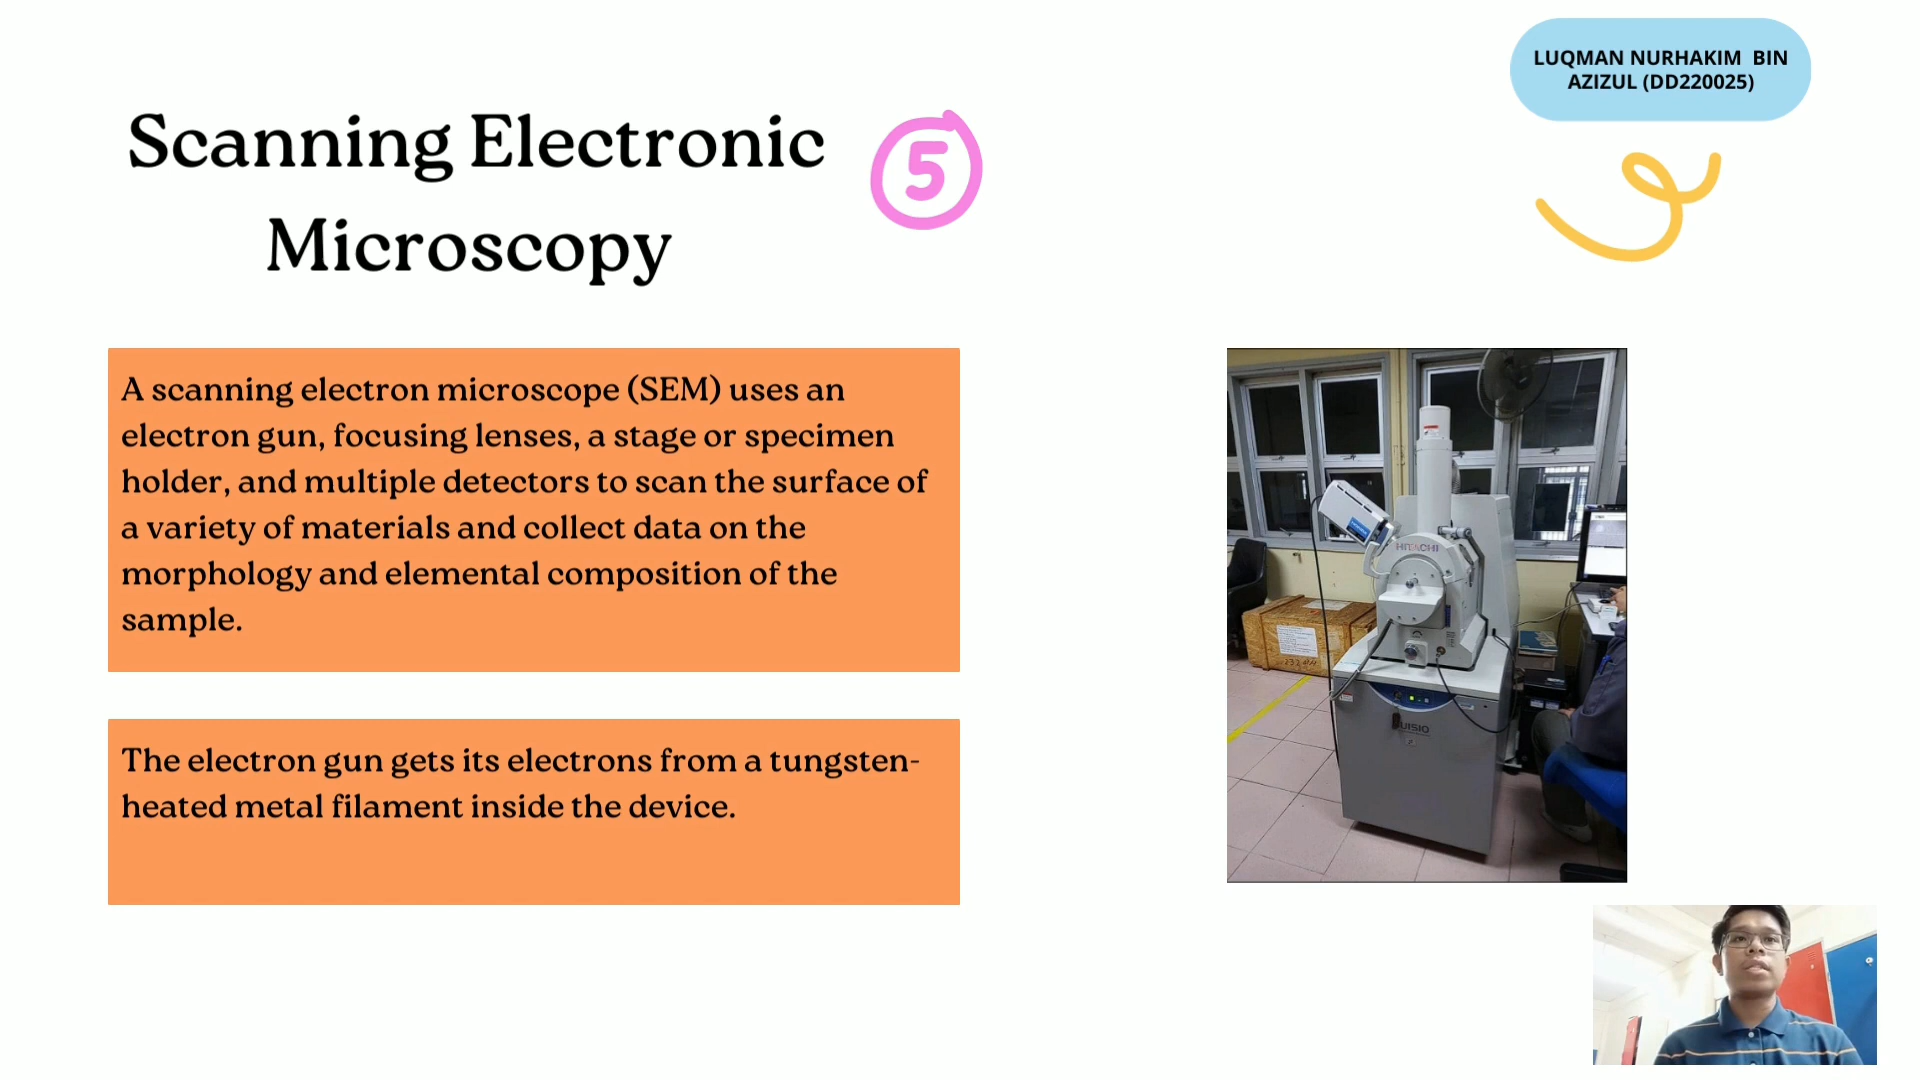 LUQMAN NURHAKIM BIN
AZIZUL (DD220025)
Scanning Electronic
Microscopy
5
A scanning electron microscope (SEM) uses an
electron gun, focusing lenses, a stage or specimen
holder, and multiple detectors to scan the surface of
a variety of materials and collect data on the
morphology and elemental composition of the
sample.
The electron gun gets its electrons from a tungsten-
heated metal filament inside the device.
HITACHI